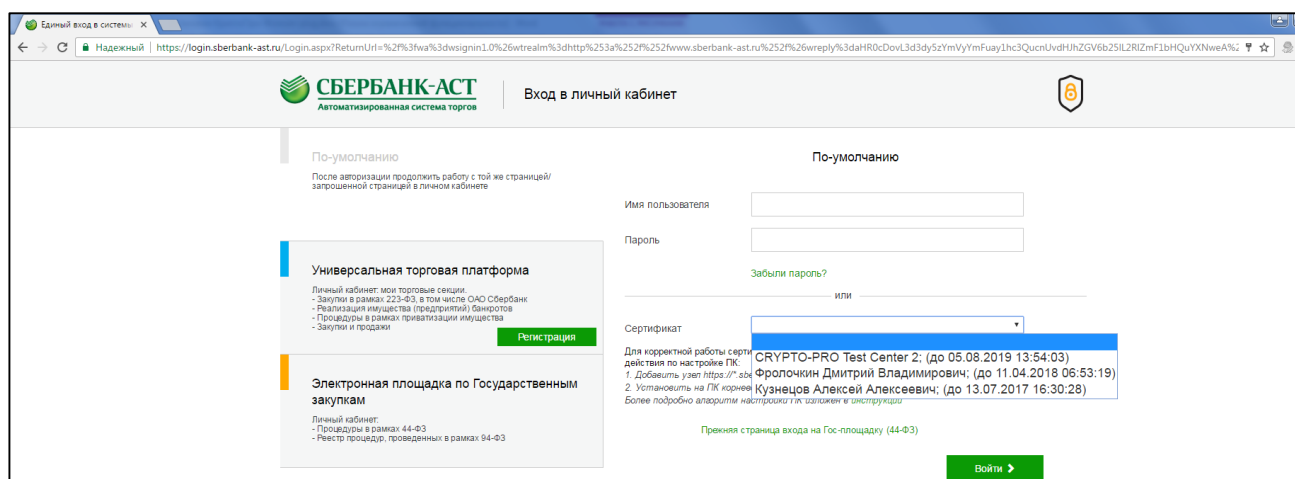 Единый вход в системы
Надежный | https://login.sberbank-ast.ru/Login.aspx?ReturnUrl=%2f%3fwa%3dwsignin1.0%26wtrealm%3dhttp%253a%252f%252fwww.sberbank-ast.ru%252f%26wreply%3daHR0cDovL3d3dy5zYmVyYmFuay1hc3QucnUvdHJhZGV6b25lL2RlZmF1bHQuYXNweA%2
СБЕРБАНК-АСТ
Автоматизированная система торгов
Вход в личный кабинет
По-умолчанию
После авторизации продолжить работу с той же страницей/
запрошенной страницей в личном кабинете
Универсальная торговая платформа
Личный кабинет: мои торговые секции.
- Закупки в рамках 223-ФЗ, в том числе ОАО Сбербанк
- Реализация имущества (предприятий) банкротов
- Процедуры в рамках приватизации имущества
- Закупки и продажи
Регистрация
Электронная площадка по Государственным
закупкам
Личный кабинет:
- Процедуры в рамках 44-ФЗ
- Реестр процедур, проведенных в рамках 94-ФЗ
По-умолчанию
Имя пользователя
Пароль
Забыли пароль?
или
Сертификат
Для корректной работы серти
действия по настройке ПК:
1. Добавить узел https://*.sbe
2. Установить на ПК корнев
CRYPTO-PRO Test Center 2; (до 05.08.2019 13:54:03)
Фролочкин Дмитрий Владимирович; (до 11.04.2018 06:53:19)
Кузнецов Алексей Алексеевич; (до 13.07.2017 16:30:28)
Более подробно алгоритм настройки ПК изложен в инструкции
Прежняя страница входа на Гос-площадку (44-ФЗ)
Войти